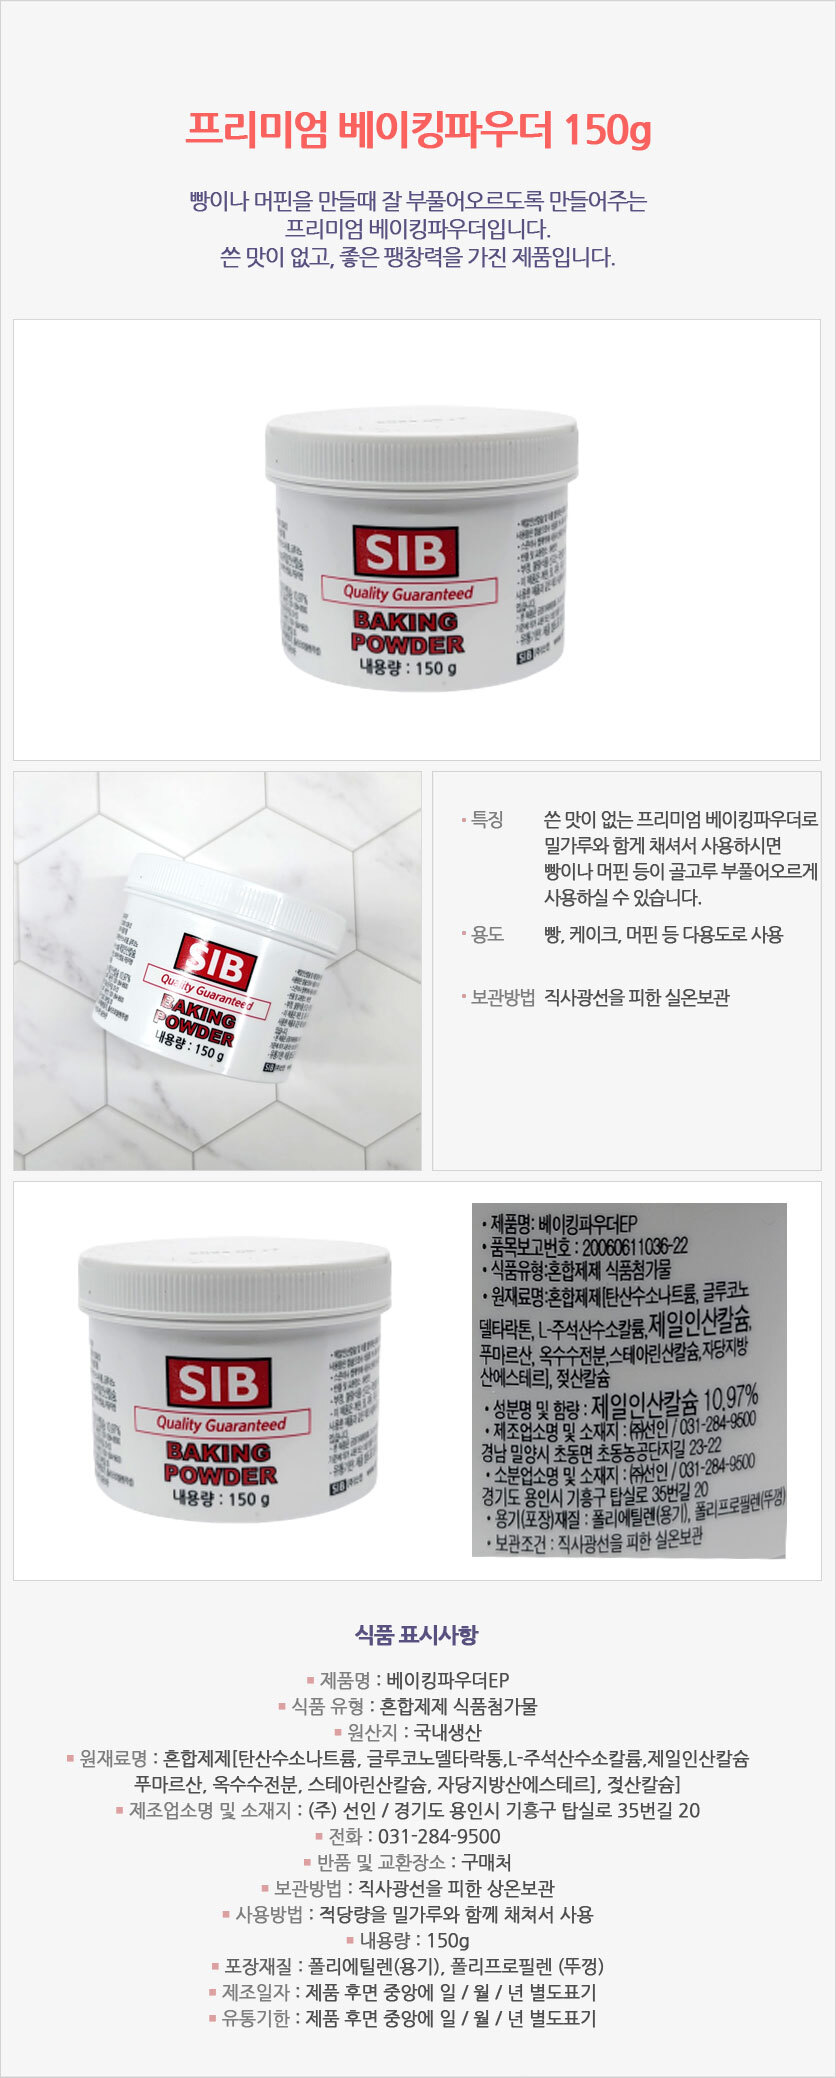 프리미엄 베이킹파우더 150g
빵이나 머핀을 만들때 잘 부풀어오르도록 만들어주는
프리미엄 베이킹파우더입니다.
쓴 맛이 없고, 좋은 팽창력을 가진 제품입니다.
SIB
Quality Guaranteed
BAKING
POWDER
내용량 : 150 g
SIB
SIB
Quality Guaranteed
BAKING
POWDER
내용량 : 150 g
SIB
특징 쓴 맛이 없는 프리미엄 베이킹파우더로
밀가루와 함게 채셔서 사용하시면
빵이나 머핀 등이 골고루 부풀어오르게
사용하실 수 있습니다.
용도 빵, 케이크, 머핀 등 다용도로 사용
보관방법 직사광선을 피한 실온보관
SIB
Quality Guaranteed
BAKING
POWDER
내용량 : 150 g
SIB
• 제품명: 베이킹파우더EP
• 품목보고번호 : 20060611036-22
• 식품유형:혼합제제 식품첨가물
• 원재료명:혼합제제[탄산수소나트륨, 글루코노
델타락톤, L-주석산수소칼륨,제일인산칼슘,
푸마르산, 옥수수전분,스테아린산칼슘,자당지방
산에스테르], 젖산칼슘
• 성분명 및 함량 : 제일인산칼슘 10.97%
• 제조업소명 및 소재지 : ㈜선인 / 031-284-9500
경남 밀양시 초동면 초동농공단지길 23-22
• 소분업소명 및 소재지 : ㈜선인 / 031-284-9500
경기도 용인시 기흥구 탑실로 35번길 20
• 용기(포장)재질 : 폴리에틸렌(용기), 폴리프로필렌(뚜껑)
• 보관조건 : 직사광선을 피한 실온보관
식품 표시사항
제품명 : 베이킹파우더EP
식품 유형 : 혼합제제 식품첨가물
원산지 : 국내생산
원재료명 : 혼합제제[탄산수소나트륨, 글루코노델타락통,L-주석산수소칼륨,제일인산칼슘
푸마르산, 옥수수전분, 스테아린산칼슘, 자당지방산에스테르], 젖산칼슘]
제조업소명 및 소재지 : (주) 선인 / 경기도 용인시 기흥구 탑실로 35번길 20
전화 : 031-284-9500
반품 및 교환장소 : 구매처
보관방법 : 직사광선을 피한 상온보관
사용방법 : 적당량을 밀가루와 함께 채쳐서 사용
내용량 : 150g
포장재질 : 폴리에틸렌(용기), 폴리프로필렌 (뚜껑)
제조일자 : 제품 후면 중앙에 일 / 월 / 년 별도표기
유통기한 : 제품 후면 중앙에 일 / 월 / 년 별도표기